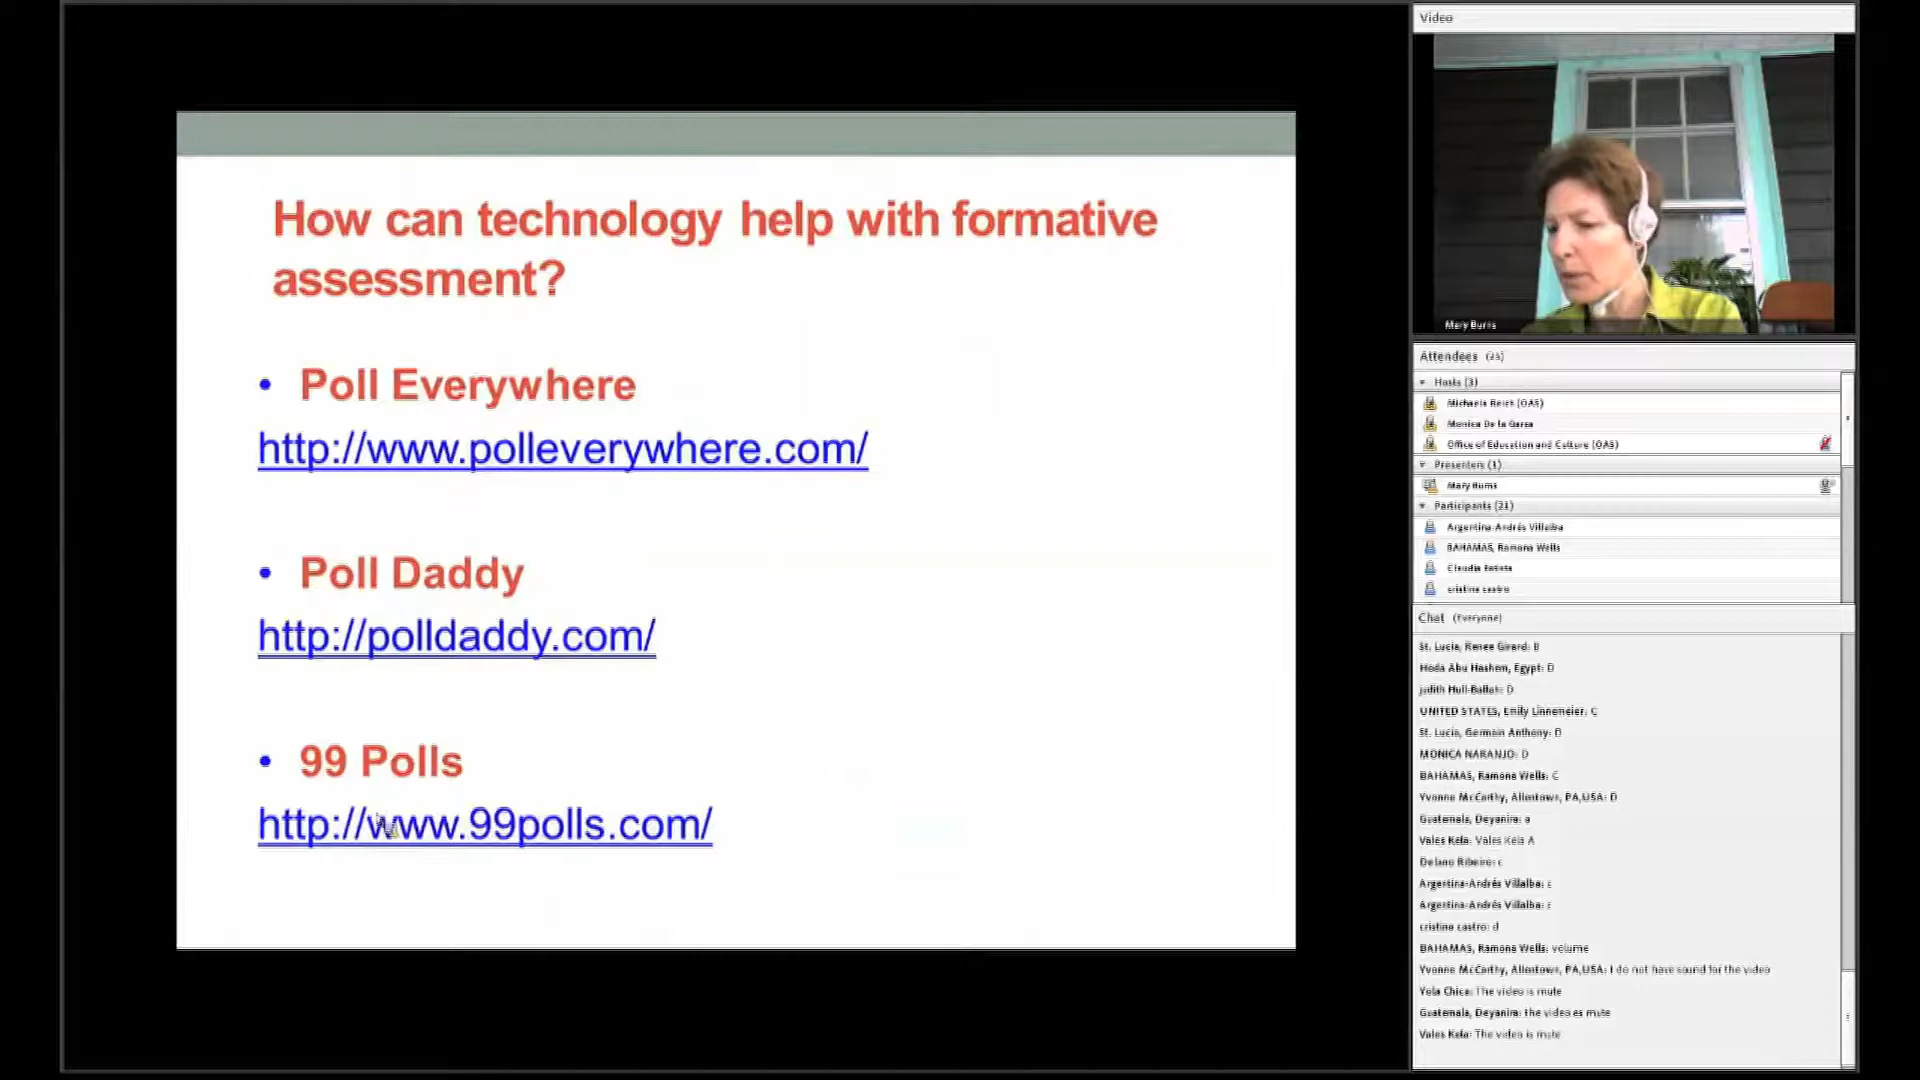 How can technology help with formative
assessment?
• Poll Everywhere
http://www.polleverywhere.com/
• Poll Daddy
http://polldaddy.com/
• 99 Polls
http://www.99polls.com/
Video
Mary Burns
Attendees (25)
Hosts (3)
Michaela Reich (OAS)
Monica De la Garza
Office of Education and Culture (OAS)
Presenters (1)
Mary Burns
Participants (21)
Argentina-Andrés Villalba
BAHAMAS, Ramona Wells
Claudia Batista
cristina castro
Chat (Everyone)
St. Lucia, Renee Girard: B
Hoda Abu Hashem, Egypt: D
judith Hull-Ballah: D
UNITED STATES, Emily Linnemeier: C
St. Lucia, Germain Anthony: D
MONICA NARANJO: D
BAHAMAS, Ramona Wells: C
Yvonne McCarthy, Allentown, PA,USA: D
Guatemala, Deyanira: a
Vales Kela: Vales Kela A
Delano Ribeiro: c
Argentina-Andrés Villalba: c
Argentina-Andrés Villalba: c
cristina castro: d
BAHAMAS, Ramona Wells: volume
Yvonne McCarthy, Allentown, PA,USA: I do not have sound for the video
Yola Chica: The video is mute
Guatemala, Deyanira: the video es mute
Vales Kela: The video is mute